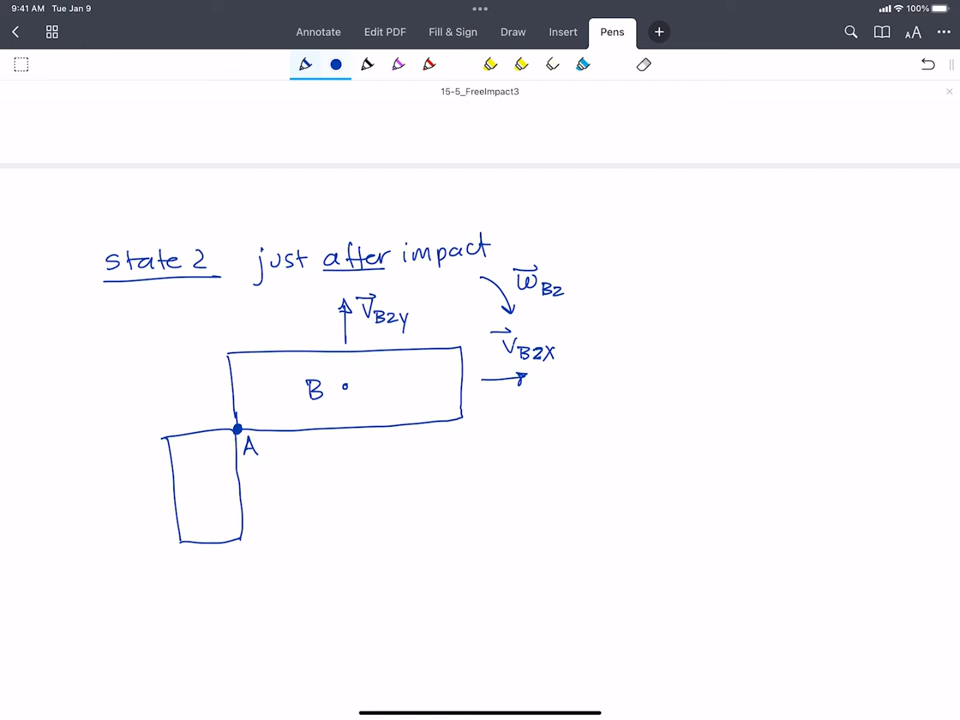 9:41 AM Tue Jan 9
100%
Annotate Edit PDF Fill & Sign Draw Insert Pens
AA
15-5_FreeImpact3
state 2 just after impact
ω⃗B2
V⃗B2Y
V⃗B2X
B
A